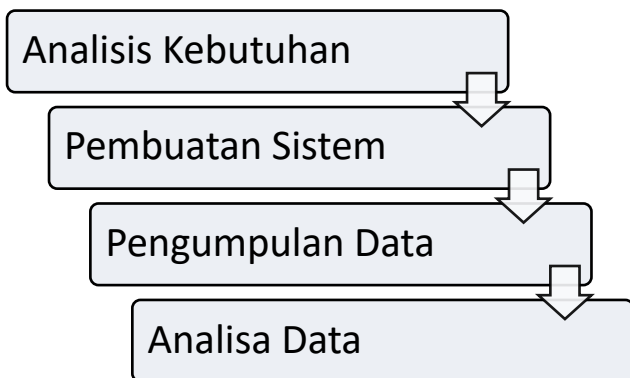 Analisis Kebutuhan
Pembuatan Sistem
Pengumpulan Data
Analisa Data